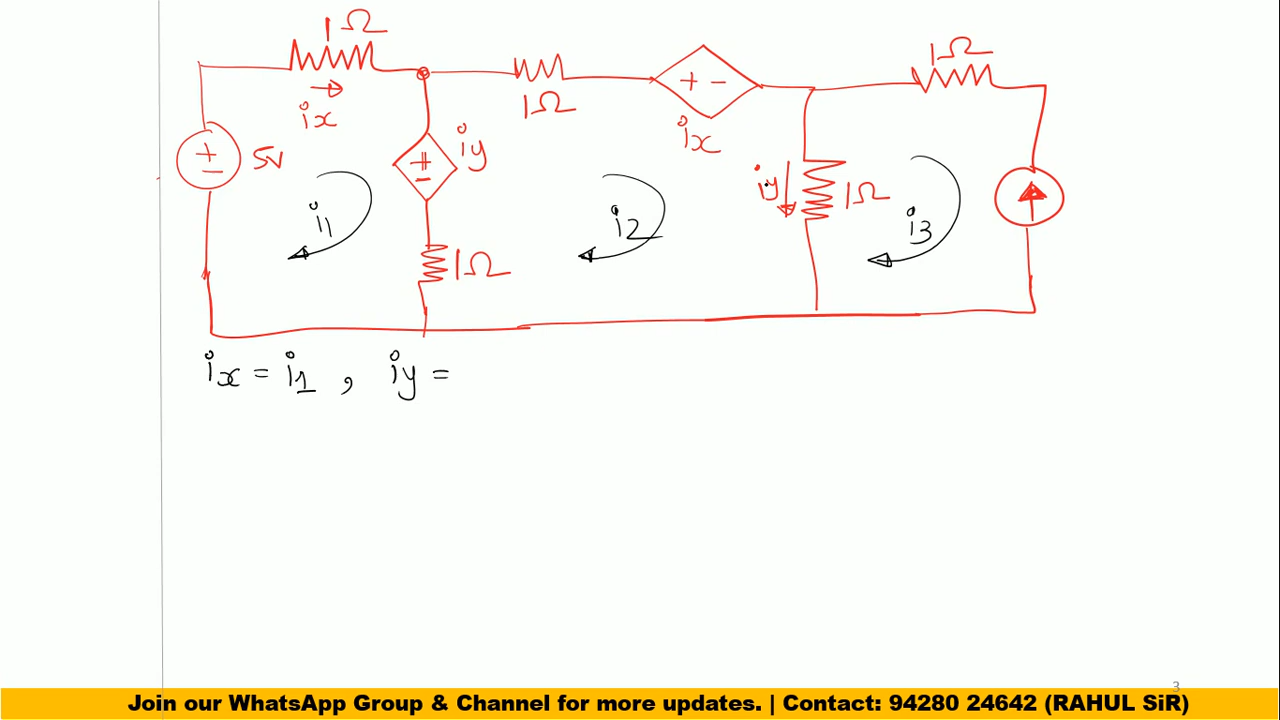 1Ω
1Ω
ix
1Ω
+ -
ix
+
-
5V
+
-
iy
iy
1Ω
i1
i2
i3
1Ω
ix = i1 , iy =
3
Join our WhatsApp Group & Channel for more updates. | Contact: 94280 24642 (RAHUL SiR)